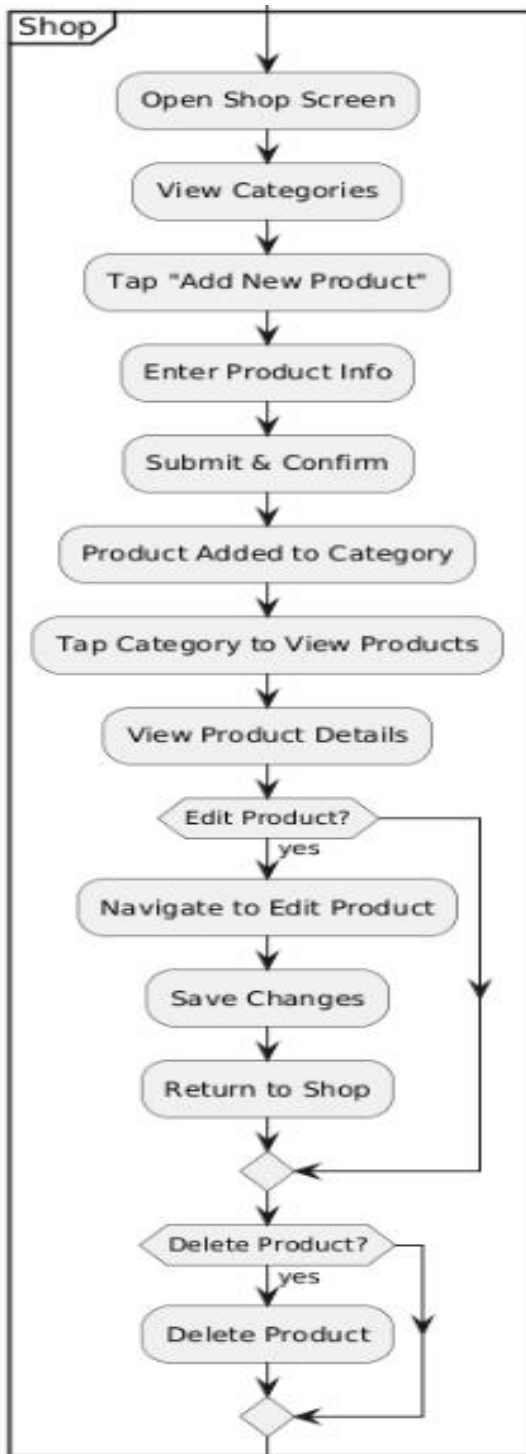 Shop
Open Shop Screen
View Categories
Tap "Add New Product"
Enter Product Info
Submit & Confirm
Product Added to Category
Tap Category to View Products
View Product Details
Edit Product?
yes
Navigate to Edit Product
Save Changes
Return to Shop
Delete Product?
yes
Delete Product